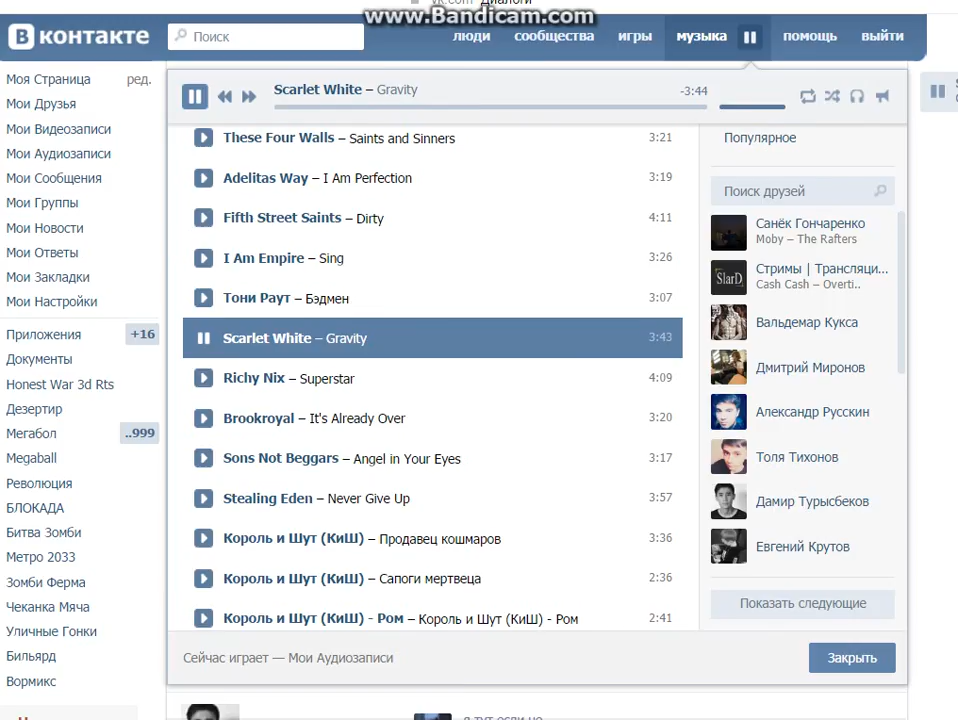 vk.com Диалоги
www.Bandicam.com
В контакте
Поиск
люди сообщества игры музыка помощь выйти
Моя Страница ред.
Мои Друзья
Мои Видеозаписи
Мои Аудиозаписи
Мои Сообщения
Мои Группы
Мои Новости
Мои Ответы
Мои Закладки
Мои Настройки
Приложения +16
Документы
Honest War 3d Rts
Дезертир
Мегабол ..999
Megaball
Революция
БЛОКАДА
Битва Зомби
Метро 2033
Зомби Ферма
Чеканка Мяча
Уличные Гонки
Бильярд
Вормикс
Scarlet White – Gravity -3:44
These Four Walls – Saints and Sinners 3:21
Adelitas Way – I Am Perfection 3:19
Fifth Street Saints – Dirty 4:11
I Am Empire – Sing 3:26
Тони Раут – Бэдмен 3:07
Scarlet White – Gravity 3:43
Richy Nix – Superstar 4:09
Brookroyal – It's Already Over 3:20
Sons Not Beggars – Angel in Your Eyes 3:17
Stealing Eden – Never Give Up 3:57
Король и Шут (КиШ) – Продавец кошмаров 3:36
Король и Шут (КиШ) – Сапоги мертвеца 2:36
Король и Шут (КиШ) - Ром – Король и Шут (КиШ) - Ром 2:41
Популярное
Поиск друзей
Санёк Гончаренко
Moby – The Rafters
SlarD
Стримы | Трансляци...
Cash Cash – Overti..
Вальдемар Кукса
Дмитрий Миронов
Александр Русскин
Толя Тихонов
Дамир Турысбеков
Евгений Крутов
Показать следующие
Сейчас играет — Мои Аудиозаписи
Закрыть